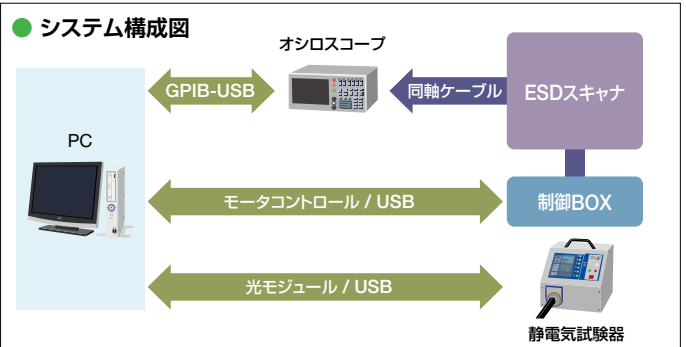 ● システム構成図
オシロスコープ
GPIB-USB
同軸ケーブル
ESDスキャナ
PC
モータコントロール / USB
制御BOX
光モジュール / USB
静電気試験器